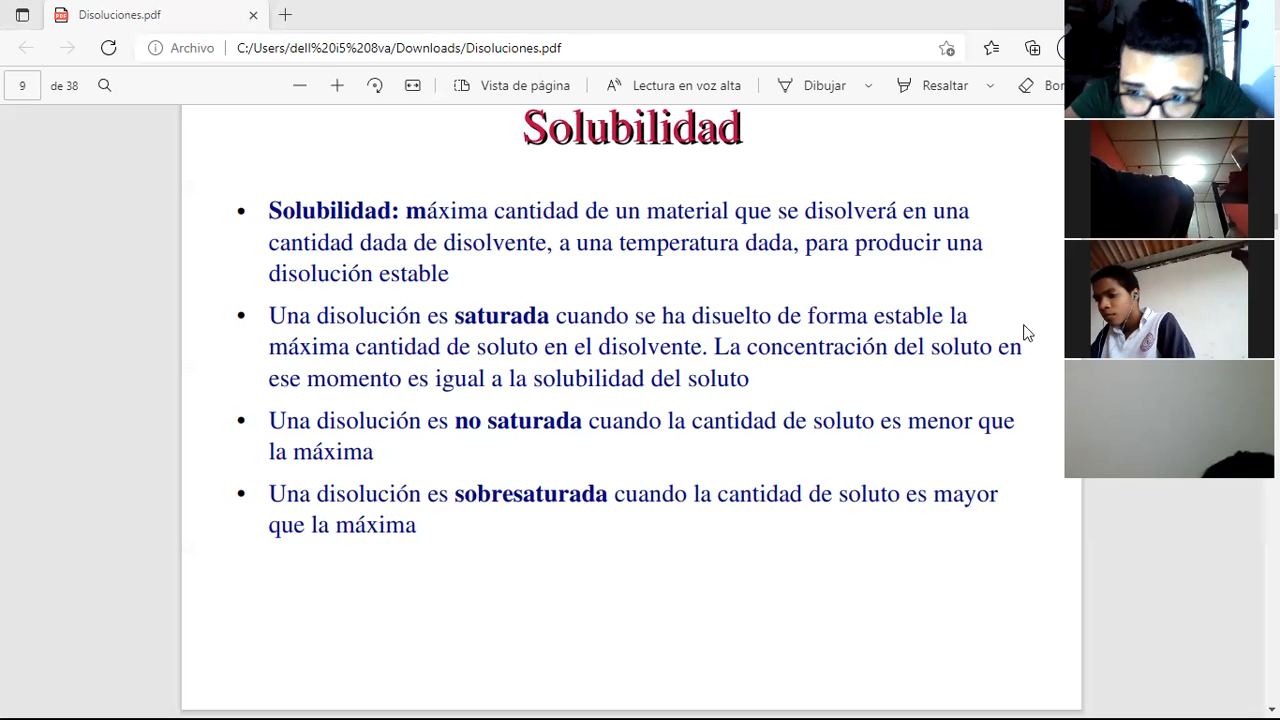 Disoluciones.pdf
Archivo
C:/Users/dell%20i5%208va/Downloads/Disoluciones.pdf
9
de 38
Vista de página
Lectura en voz alta
Dibujar
Resaltar
Bor
Solubilidad
• Solubilidad: máxima cantidad de un material que se disolverá en una
cantidad dada de disolvente, a una temperatura dada, para producir una
disolución estable
• Una disolución es saturada cuando se ha disuelto de forma estable la
máxima cantidad de soluto en el disolvente. La concentración del soluto en
ese momento es igual a la solubilidad del soluto
• Una disolución es no saturada cuando la cantidad de soluto es menor que
la máxima
• Una disolución es sobresaturada cuando la cantidad de soluto es mayor
que la máxima